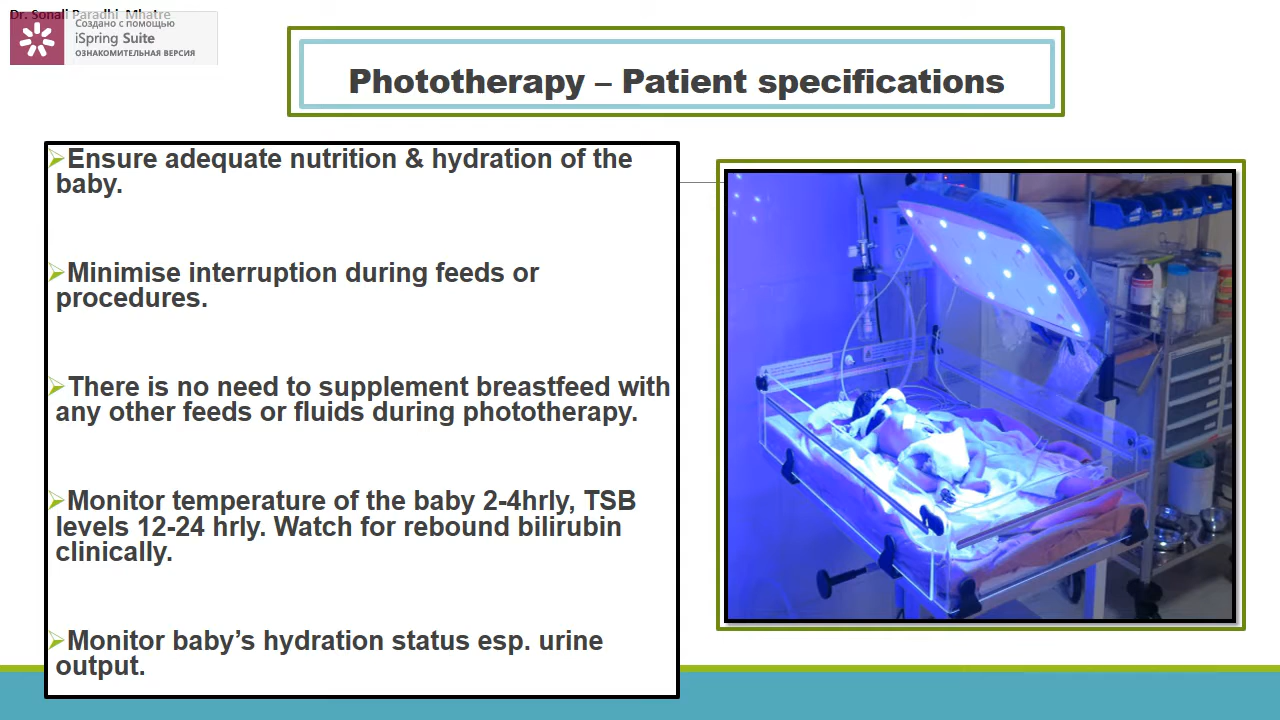 Dr. Sonali Paradhi Mhatre
Создано с помощью
iSpring Suite
ОЗНАКОМИТЕЛЬНАЯ ВЕРСИЯ
Phototherapy – Patient specifications
Ensure adequate nutrition & hydration of the
baby.
Minimise interruption during feeds or
procedures.
There is no need to supplement breastfeed with
any other feeds or fluids during phototherapy.
Monitor temperature of the baby 2-4hrly, TSB
levels 12-24 hrly. Watch for rebound bilirubin
clinically.
Monitor baby’s hydration status esp. urine
output.